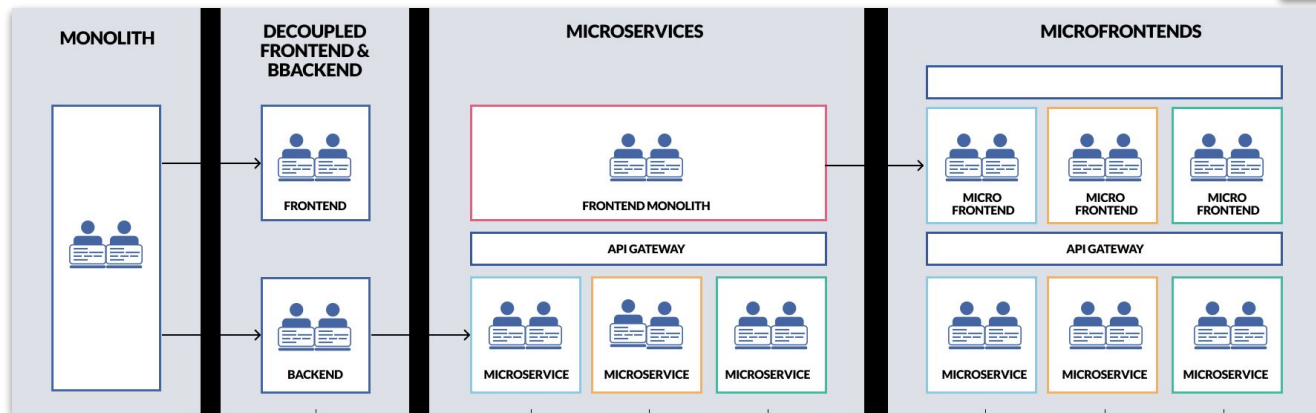 MONOLITH
DECOUPLED
FRONTEND &
BBACKEND
MICROSERVICES
MICROFRONTENDS
FRONTEND
BACKEND
FRONTEND MONOLITH
API GATEWAY
MICROSERVICE
MICROSERVICE
MICROSERVICE
MICRO
FRONTEND
MICRO
FRONTEND
MICRO
FRONTEND
API GATEWAY
MICROSERVICE
MICROSERVICE
MICROSERVICE